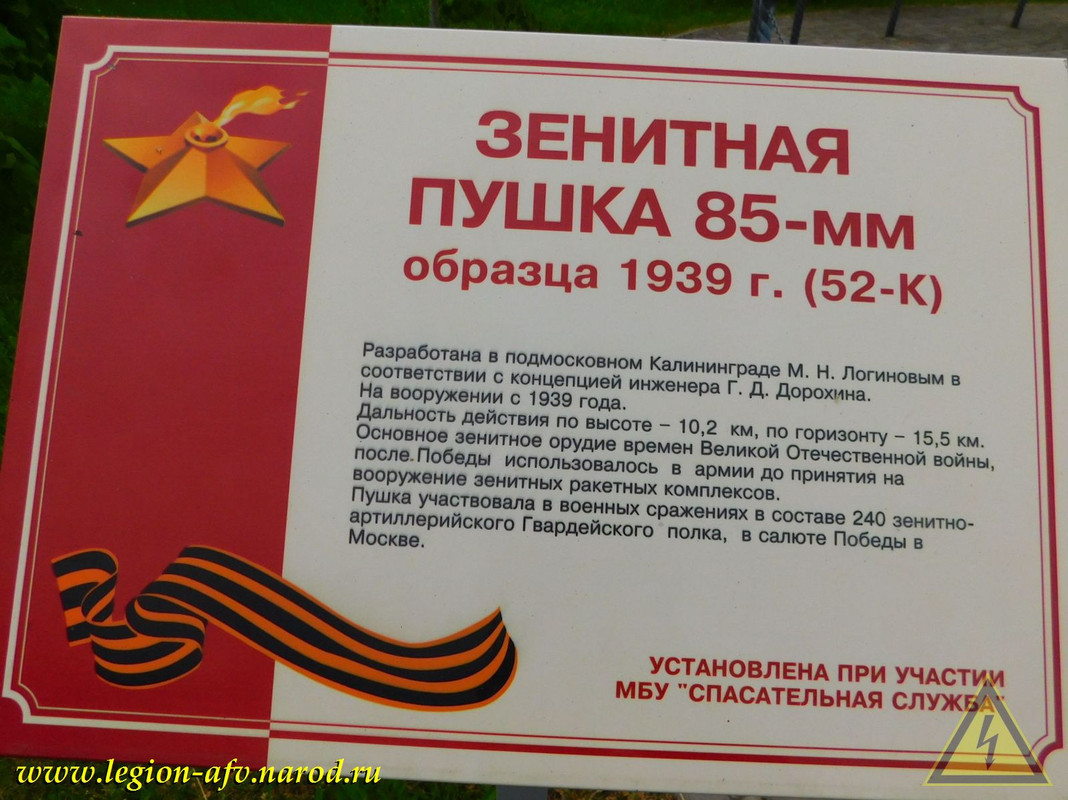 ЗЕНИТНАЯ
ПУШКА 85-мм
образца 1939 г. (52-К)
Разработана в подмосковном Калининграде М. Н. Логиновым в
соответствии с концепцией инженера Г. Д. Дорохина.
На вооружении с 1939 года.
Дальность действия по высоте – 10,2 км, по горизонту – 15,5 км.
Основное зенитное орудие времен Великой Отечественной войны,
после Победы использовалось в армии до принятия на
вооружение зенитных ракетных комплексов.
Пушка участвовала в военных сражениях в составе 240 зенитно-
артиллерийского Гвардейского полка, в салюте Победы в
Москве.
УСТАНОВЛЕНА ПРИ УЧАСТИИ
МБУ "СПАСАТЕЛЬНАЯ СЛУЖБА"
www.legion-afv.narod.ru